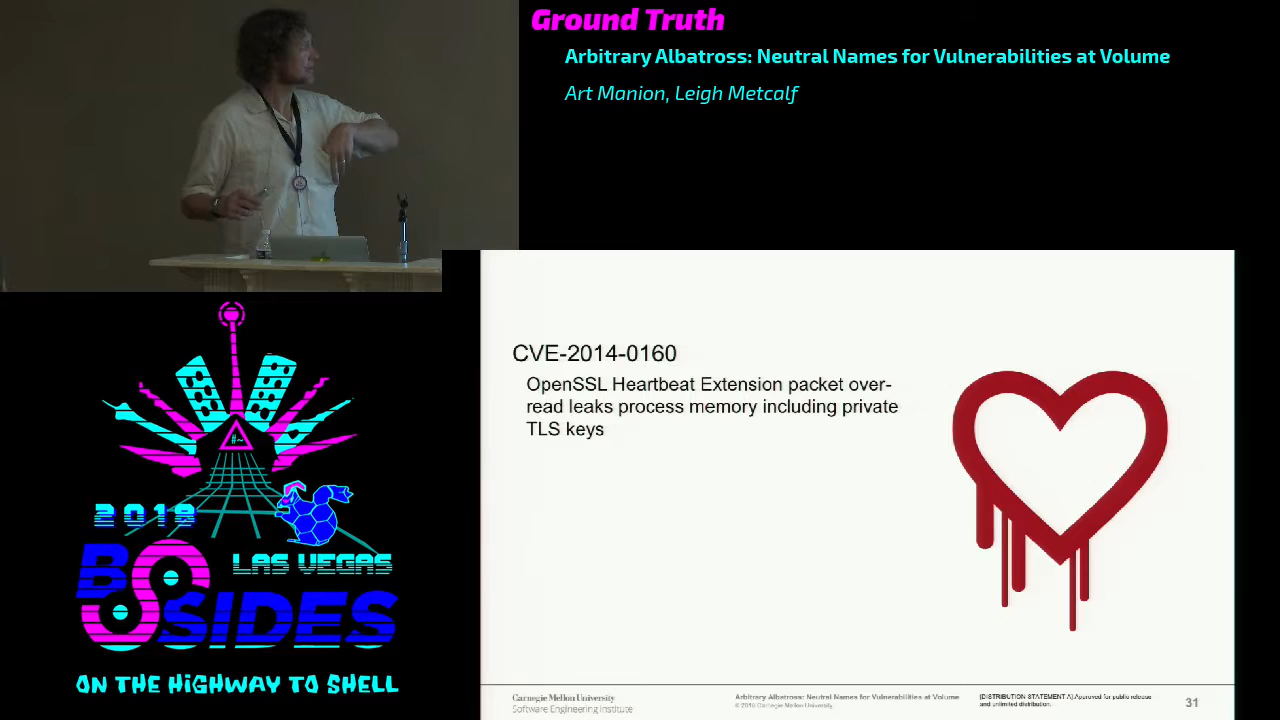 Ground Truth
Arbitrary Albatross: Neutral Names for Vulnerabilities at Volume
Art Manion, Leigh Metcalf
CVE-2014-0160
OpenSSL Heartbeat Extension packet over-
read leaks process memory including private
TLS keys
#~
2019
BSIDES
LAS VEGAS
ON THE HIGHWAY TO SHELL
Carnegie Mellon University
Software Engineering Institute
Arbitrary Albatross: Neutral Names for Vulnerabilities at Volume
© 2019 Carnegie Mellon University
[DISTRIBUTION STATEMENT A] Approved for public release
and unlimited distribution.
31